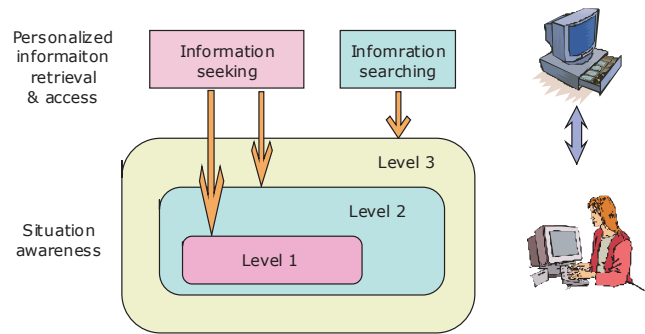 Personalized
informaiton
retrieval
& access
Information
seeking
Infomration
searching
Level 3
Level 2
Situation
awareness
Level 1